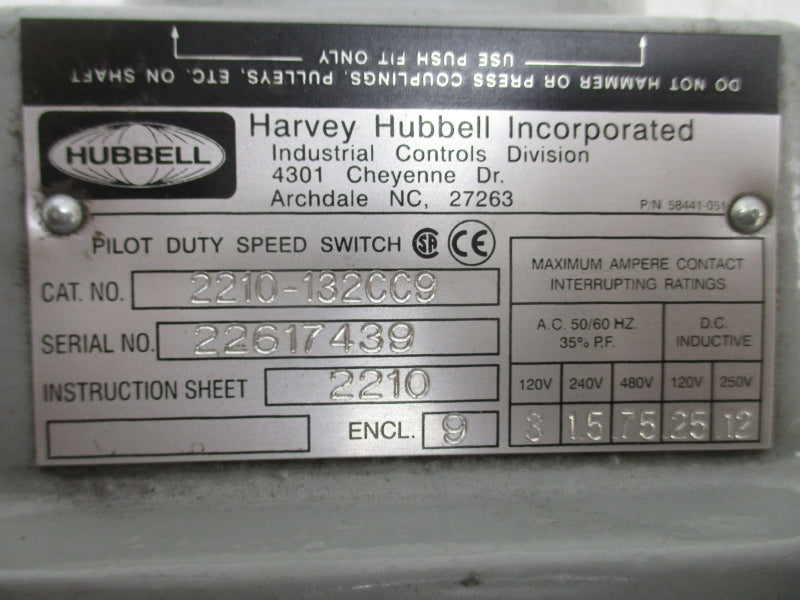 DO NOT HAMMER OR PRESS COUPLINGS, PULLEYS, ETC. ON SHAFT
USE PUSH FIT ONLY
HUBBELL
Harvey Hubbell Incorporated
Industrial Controls Division
4301 Cheyenne Dr.
Archdale NC, 27263
P/N 58441-051
PILOT DUTY SPEED SWITCH SA CE
CAT. NO. 2210-132CC9
SERIAL NO. 22617439
INSTRUCTION SHEET 2210
ENCL. 9
MAXIMUM AMPERE CONTACT
INTERRUPTING RATINGS
A.C. 50/60 HZ. D.C.
35% P.F. INDUCTIVE
120V 240V 480V 120V 250V
3 1.5 .75 .25 .12